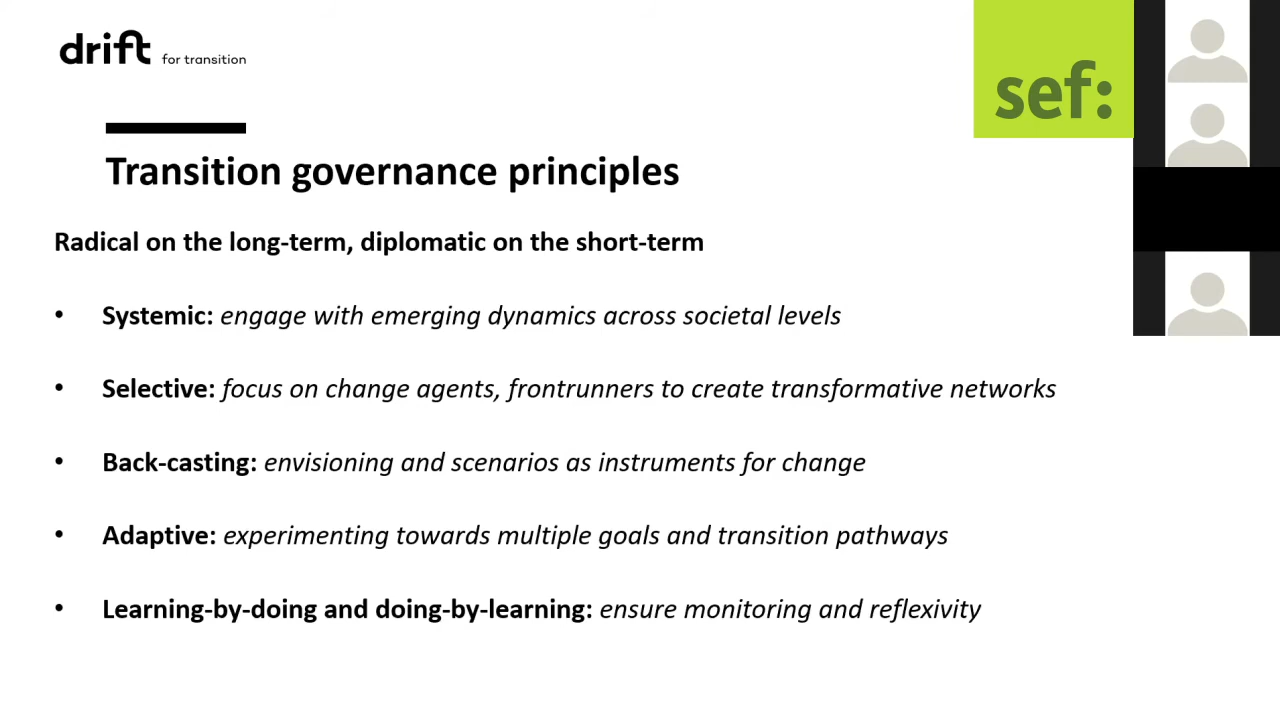 drift for transition
sef:
Transition governance principles
Radical on the long-term, diplomatic on the short-term
• Systemic: engage with emerging dynamics across societal levels
• Selective: focus on change agents, frontrunners to create transformative networks
• Back-casting: envisioning and scenarios as instruments for change
• Adaptive: experimenting towards multiple goals and transition pathways
• Learning-by-doing and doing-by-learning: ensure monitoring and reflexivity